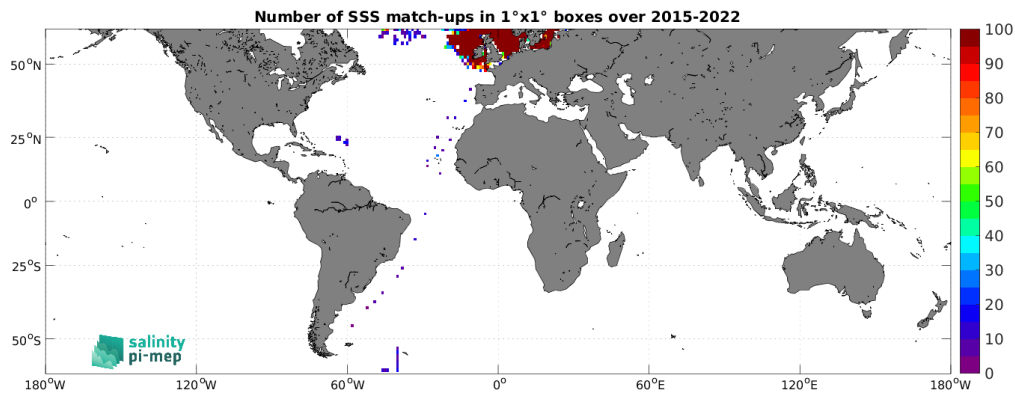 Number of SSS match-ups in 1°x1° boxes over 2015-2022
50°N
25°N
0°
25°S
50°S
180°W 120°W 60°W 0° 60°E 120°E 180°W
100
90
80
70
60
50
40
30
20
10
0
salinity
pi-mep